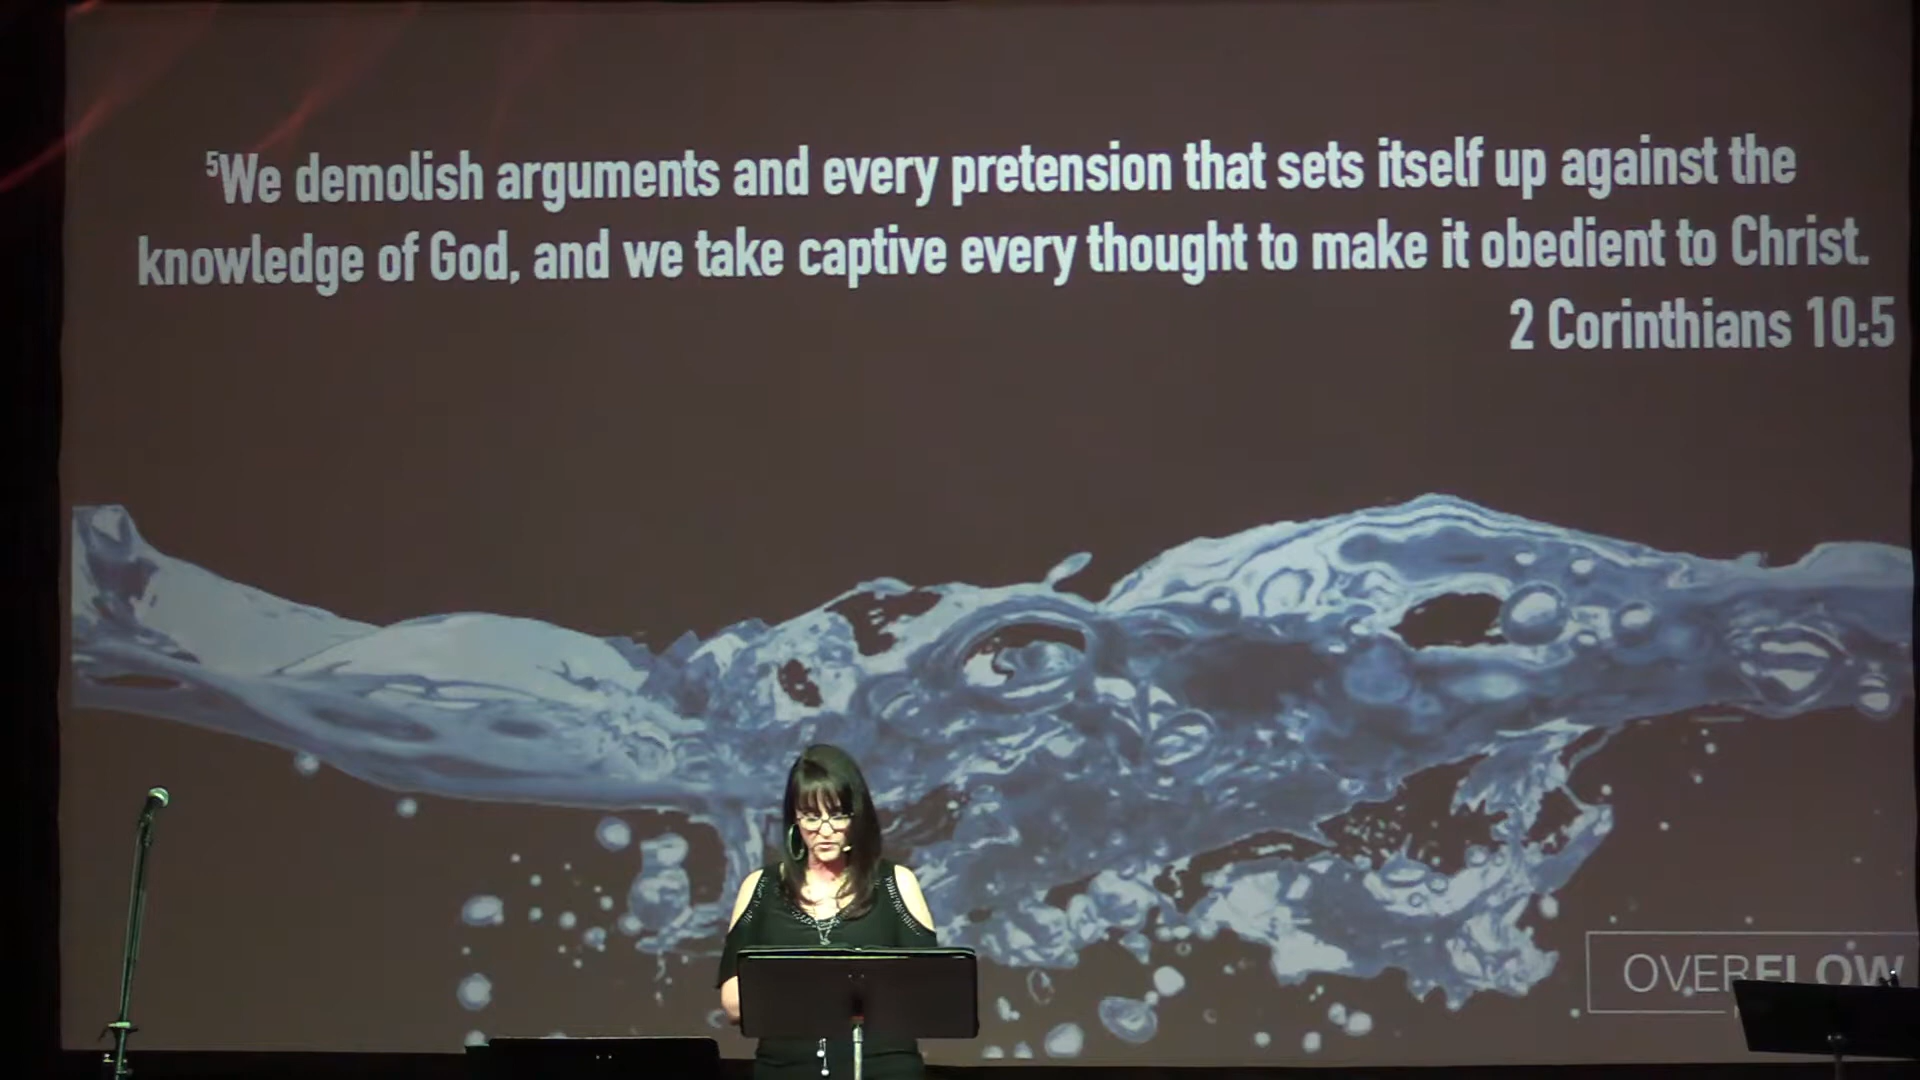 ⁵We demolish arguments and every pretension that sets itself up against the
knowledge of God, and we take captive every thought to make it obedient to Christ.
2 Corinthians 10:5
OVERFLOW